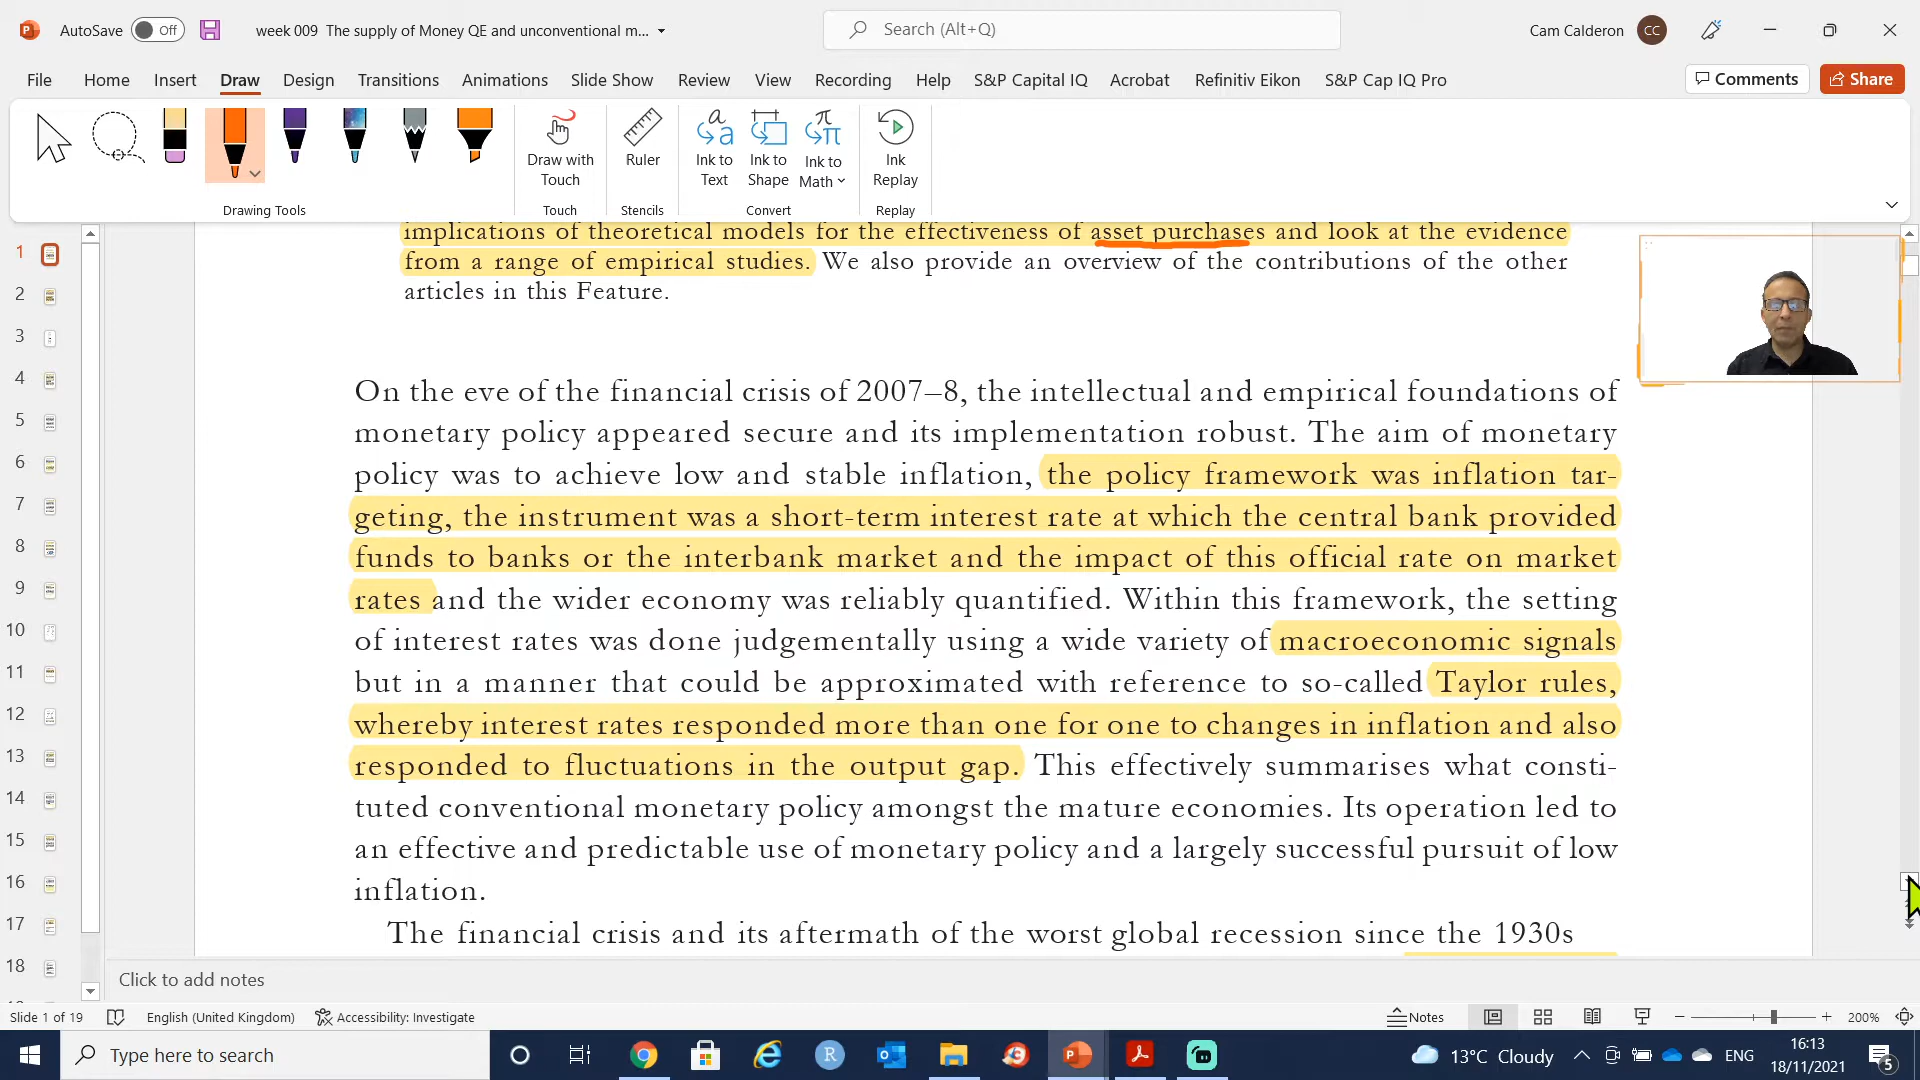 AutoSave Off week 009 The supply of Money QE and unconventional m... Search (Alt+Q) Cam Calderon CC
File Home Insert Draw Design Transitions Animations Slide Show Review View Recording Help S&P Capital IQ Acrobat Refinitiv Eikon S&P Cap IQ Pro Comments Share
Draw with Touch
Ruler
Ink to Text
Ink to Shape
Ink to Math
Ink Replay
Drawing Tools Touch Stencils Convert Replay
1
2
3
4
5
6
7
8
9
10
11
12
13
14
15
16
17
18
implications of theoretical models for the effectiveness of asset purchases and look at the evidence
from a range of empirical studies. We also provide an overview of the contributions of the other
articles in this Feature.
On the eve of the financial crisis of 2007–8, the intellectual and empirical foundations of
monetary policy appeared secure and its implementation robust. The aim of monetary
policy was to achieve low and stable inflation, the policy framework was inflation tar-
geting, the instrument was a short-term interest rate at which the central bank provided
funds to banks or the interbank market and the impact of this official rate on market
rates and the wider economy was reliably quantified. Within this framework, the setting
of interest rates was done judgementally using a wide variety of macroeconomic signals
but in a manner that could be approximated with reference to so-called Taylor rules,
whereby interest rates responded more than one for one to changes in inflation and also
responded to fluctuations in the output gap. This effectively summarises what consti-
tuted conventional monetary policy amongst the mature economies. Its operation led to
an effective and predictable use of monetary policy and a largely successful pursuit of low
inflation.
The financial crisis and its aftermath of the worst global recession since the 1930s
Click to add notes
Slide 1 of 19 English (United Kingdom) Accessibility: Investigate Notes 200%
Type here to search 13°C Cloudy ENG 16:13
18/11/2021 5